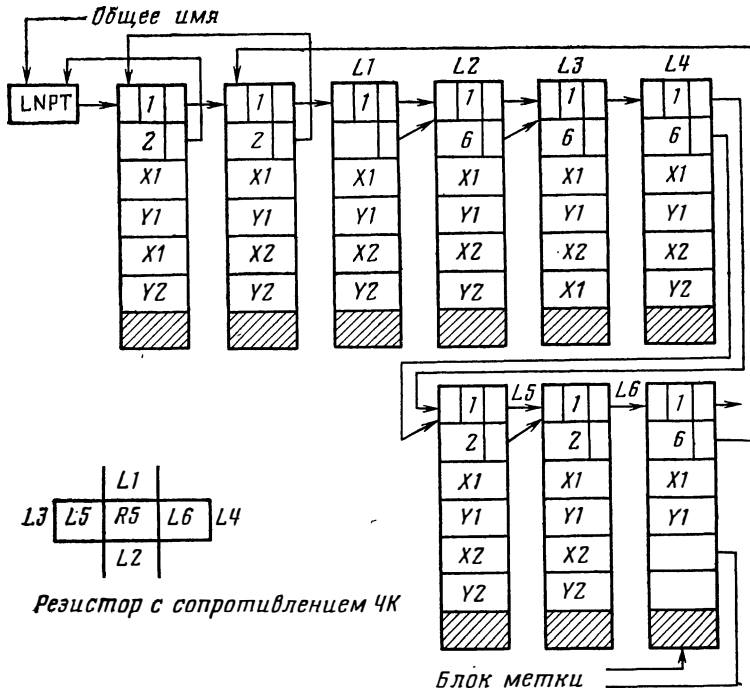 Общее имя
LNPT
L1 L2 L3 L4
1 1 1 1 1 1
2 2 6 6 6
X1 X1 X1 X1 X1 X1
Y1 Y1 Y1 Y1 Y1 Y1
X1 X2 X2 X2 X2 X2
Y2 Y2 Y2 Y2 X1 Y2
L5 L6
1 1 1
2 2 6
X1 X1 X1
Y1 Y1 Y1
X2 X2
Y2 Y2
L1
L3 L5 R5 L6 L4
L2
Резистор с сопротивлением ЧК
Блок метки